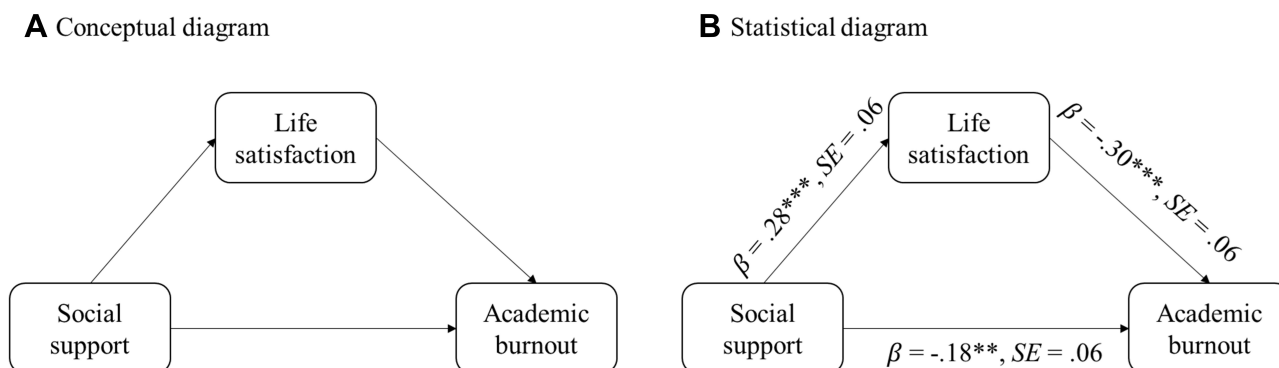 A Conceptual diagram
Life
satisfaction
Social
support
Academic
burnout
B Statistical diagram
β = .28***, SE = .06
Life
satisfaction
β = -.30***, SE = .06
Social
support
β = -.18**, SE = .06
Academic
burnout